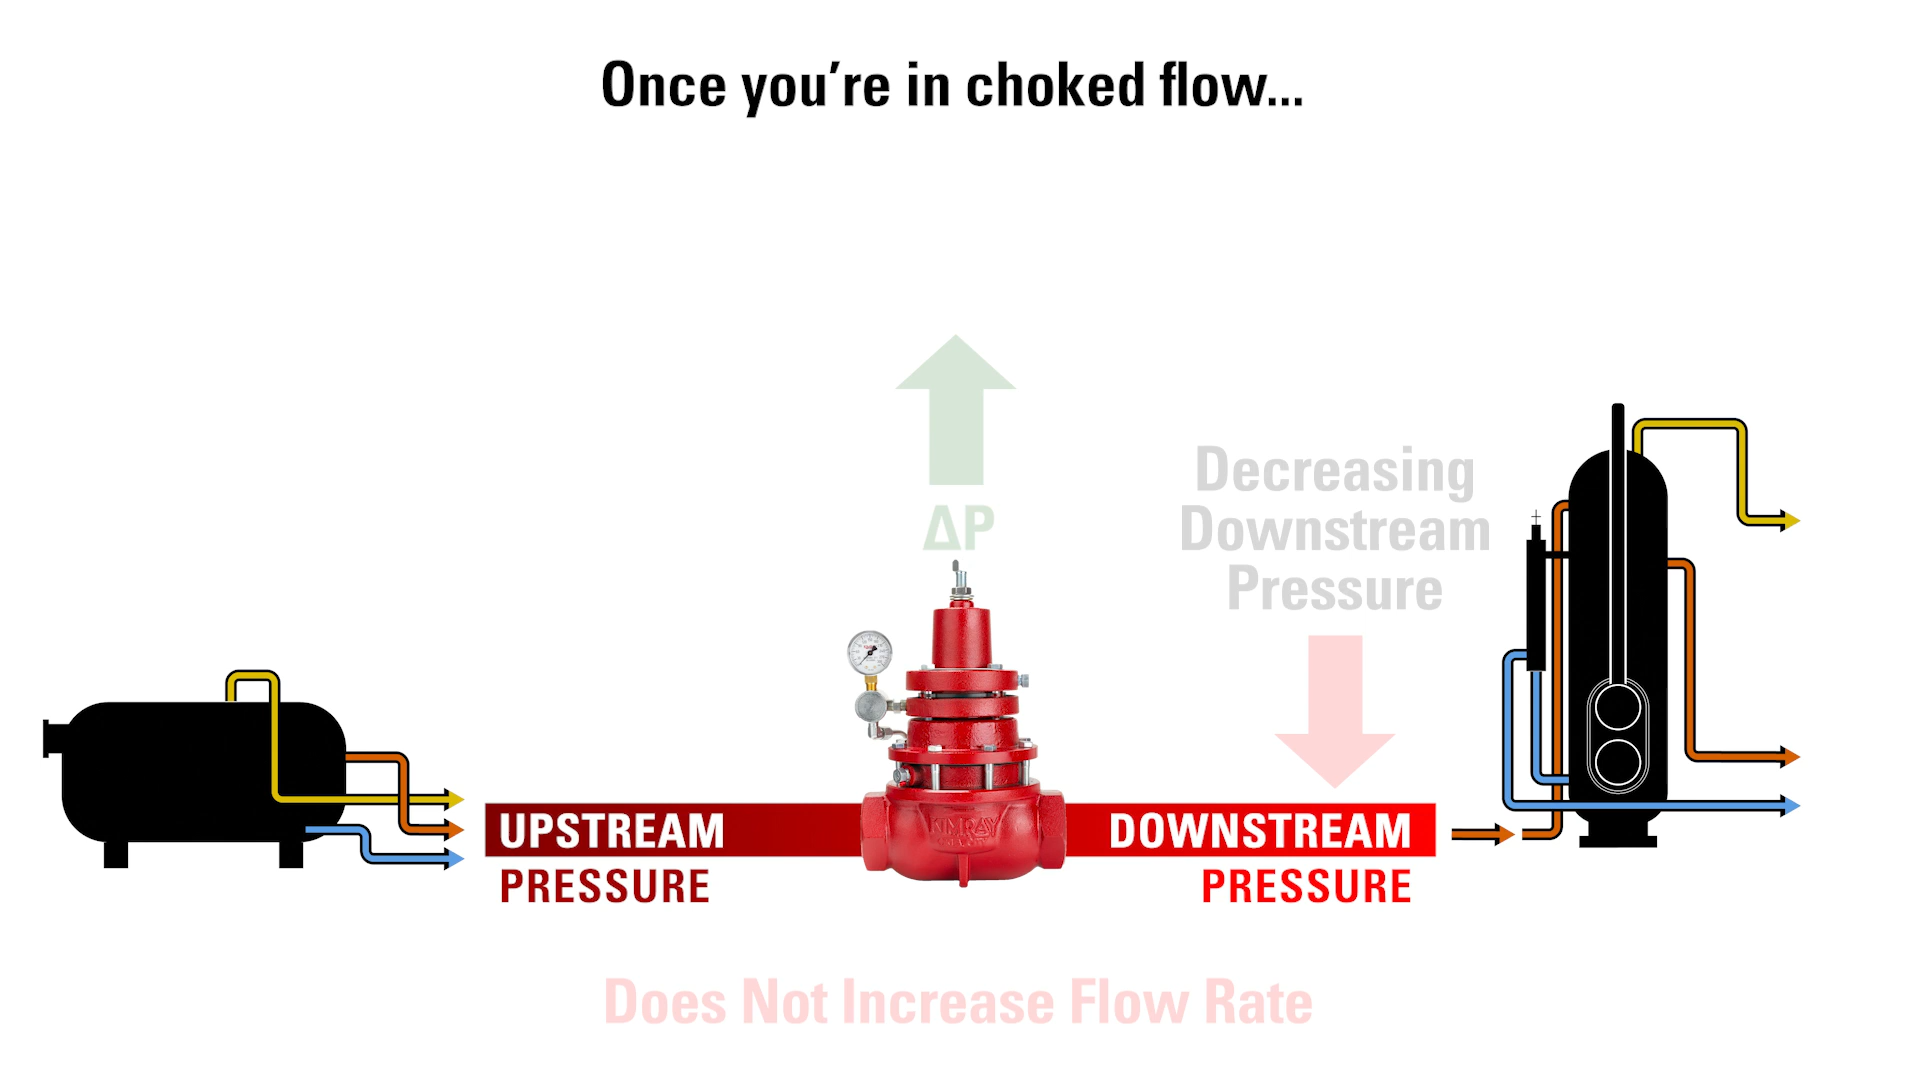 Once you’re in choked flow...
ΔP
Decreasing
Downstream
Pressure
UPSTREAM
PRESSURE
KIMRAY
DOWNSTREAM
PRESSURE
Does Not Increase Flow Rate